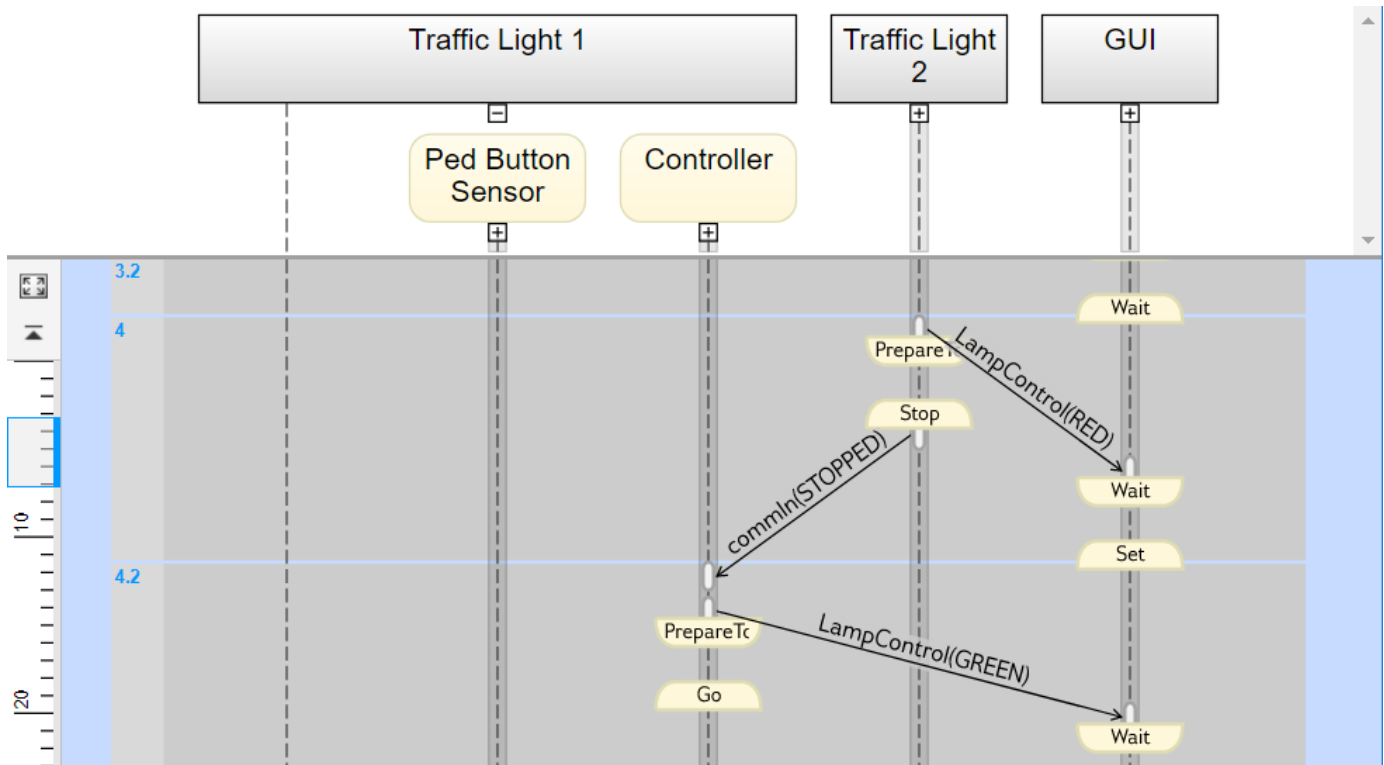 Traffic Light 1
Traffic Light
2
GUI
Ped Button
Sensor
Controller
3.2
Wait
4
LampControl(RED)
Stop
commIn(STOPPED)
Wait
10
Set
4.2
LampControl(GREEN)
PrepareTo
Go
20
Wait